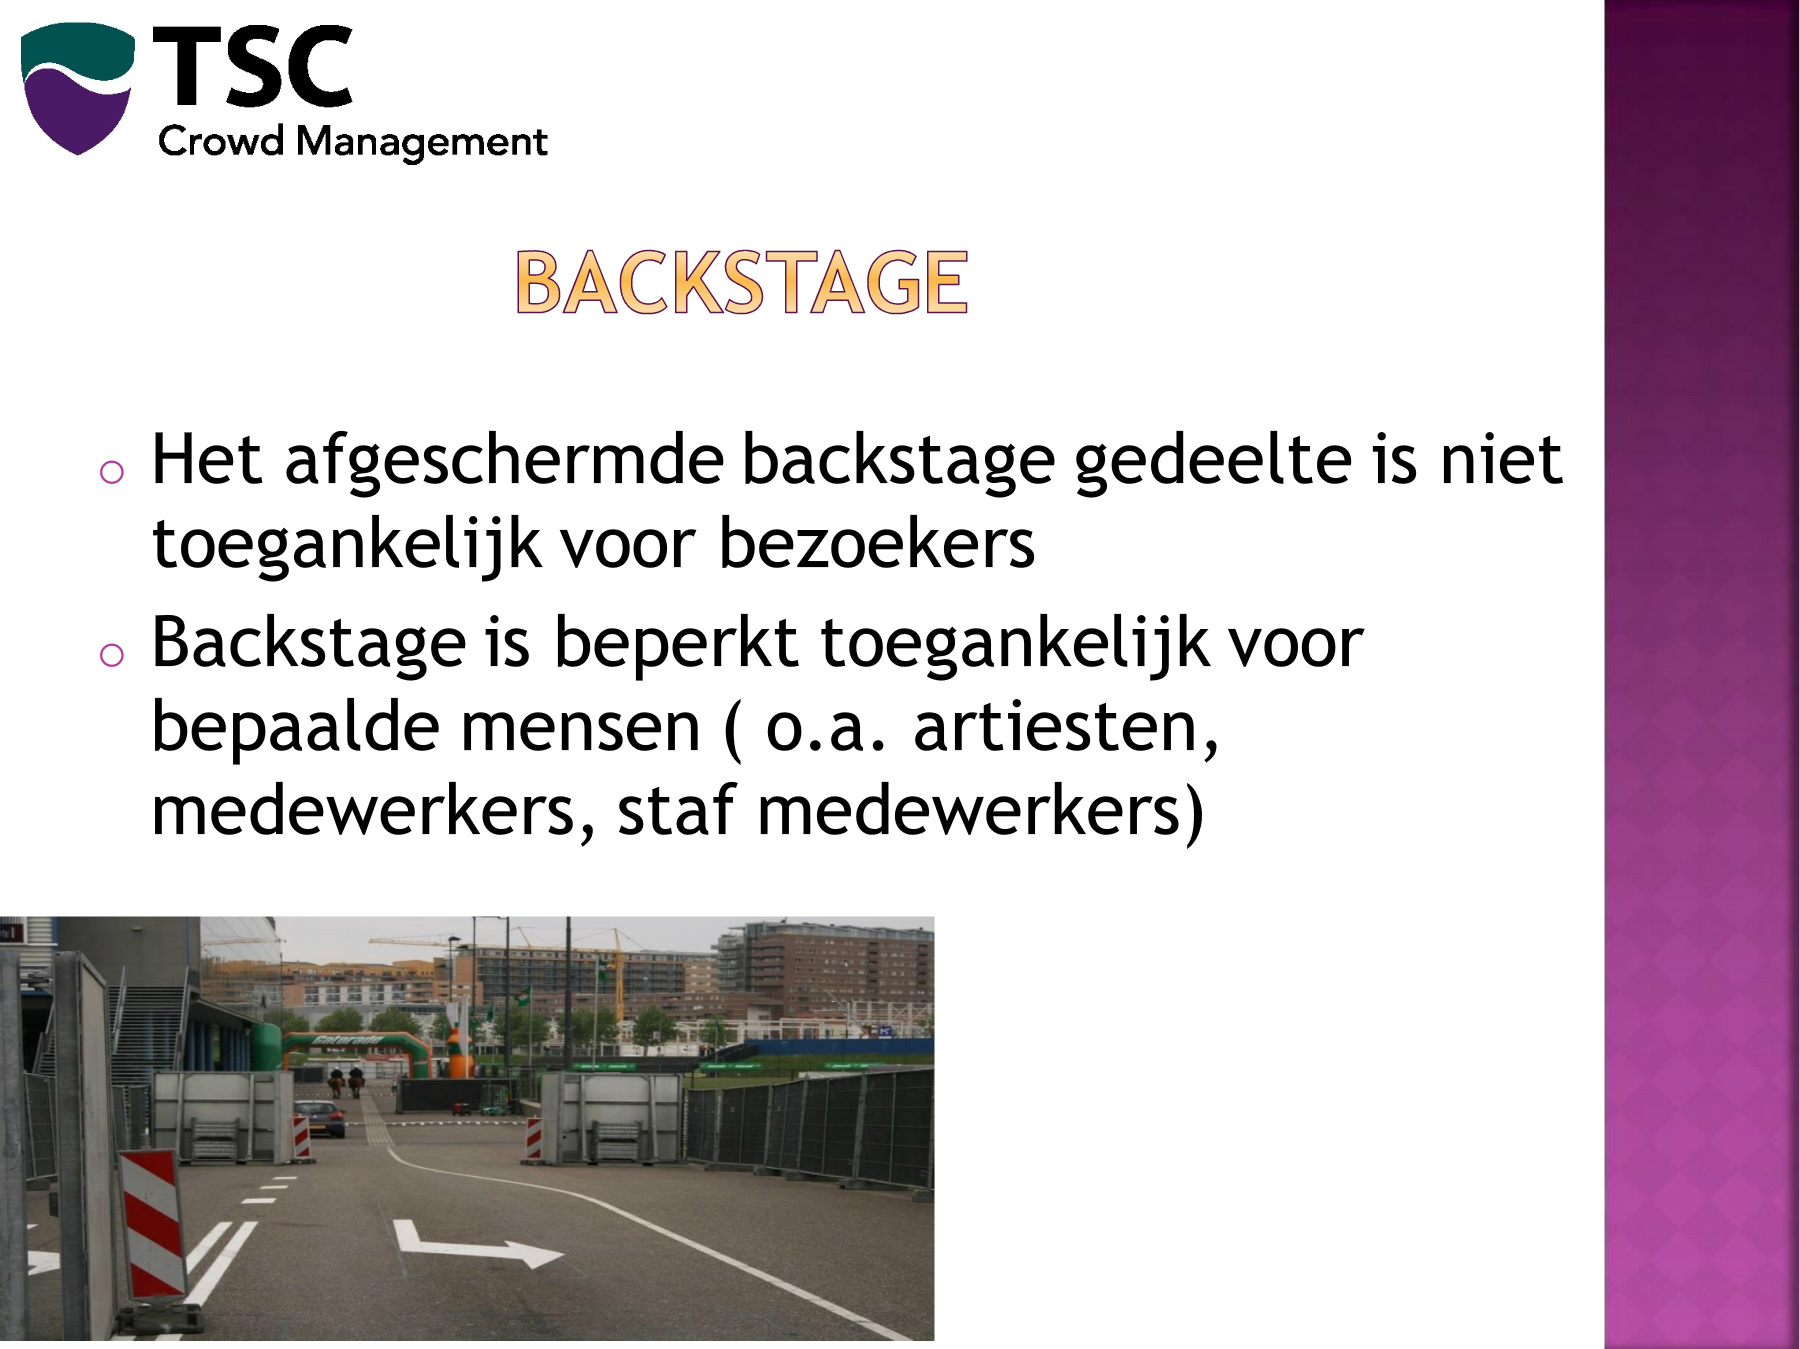 TSC
Crowd Management
BACKSTAGE
Het afgeschermde backstage gedeelte is niet
toegankelijk voor bezoekers
Backstage is beperkt toegankelijk voor
bepaalde mensen ( o.a. artiesten,
medewerkers, staf medewerkers)
Gatorade